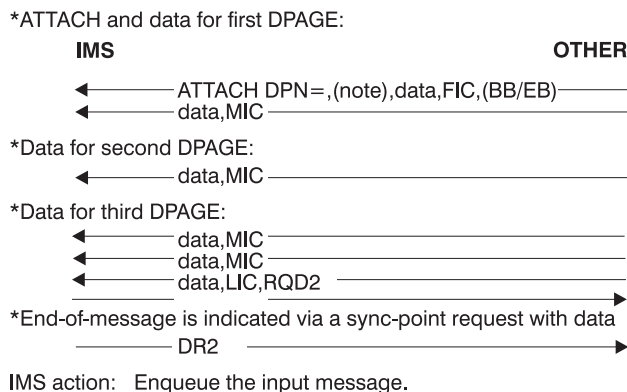 *ATTACH and data for first DPAGE:
IMS OTHER
ATTACH DPN=,(note),data,FIC,(BB/EB)
data,MIC
*Data for second DPAGE:
data,MIC
*Data for third DPAGE:
data,MIC
data,MIC
data,LIC,RQD2
*End-of-message is indicated via a sync-point request with data
DR2
IMS action: Enqueue the input message.